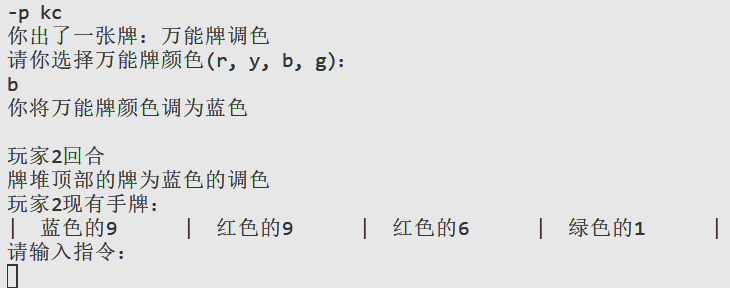 -p kc
你出了一张牌：万能牌调色
请你选择万能牌颜色(r, y, b, g)：
b
你将万能牌颜色调为蓝色
玩家2回合
牌堆顶部的牌为蓝色的调色
玩家2现有手牌：
| 蓝色的9 | 红色的9 | 红色的6 | 绿色的1 |
请输入指令：